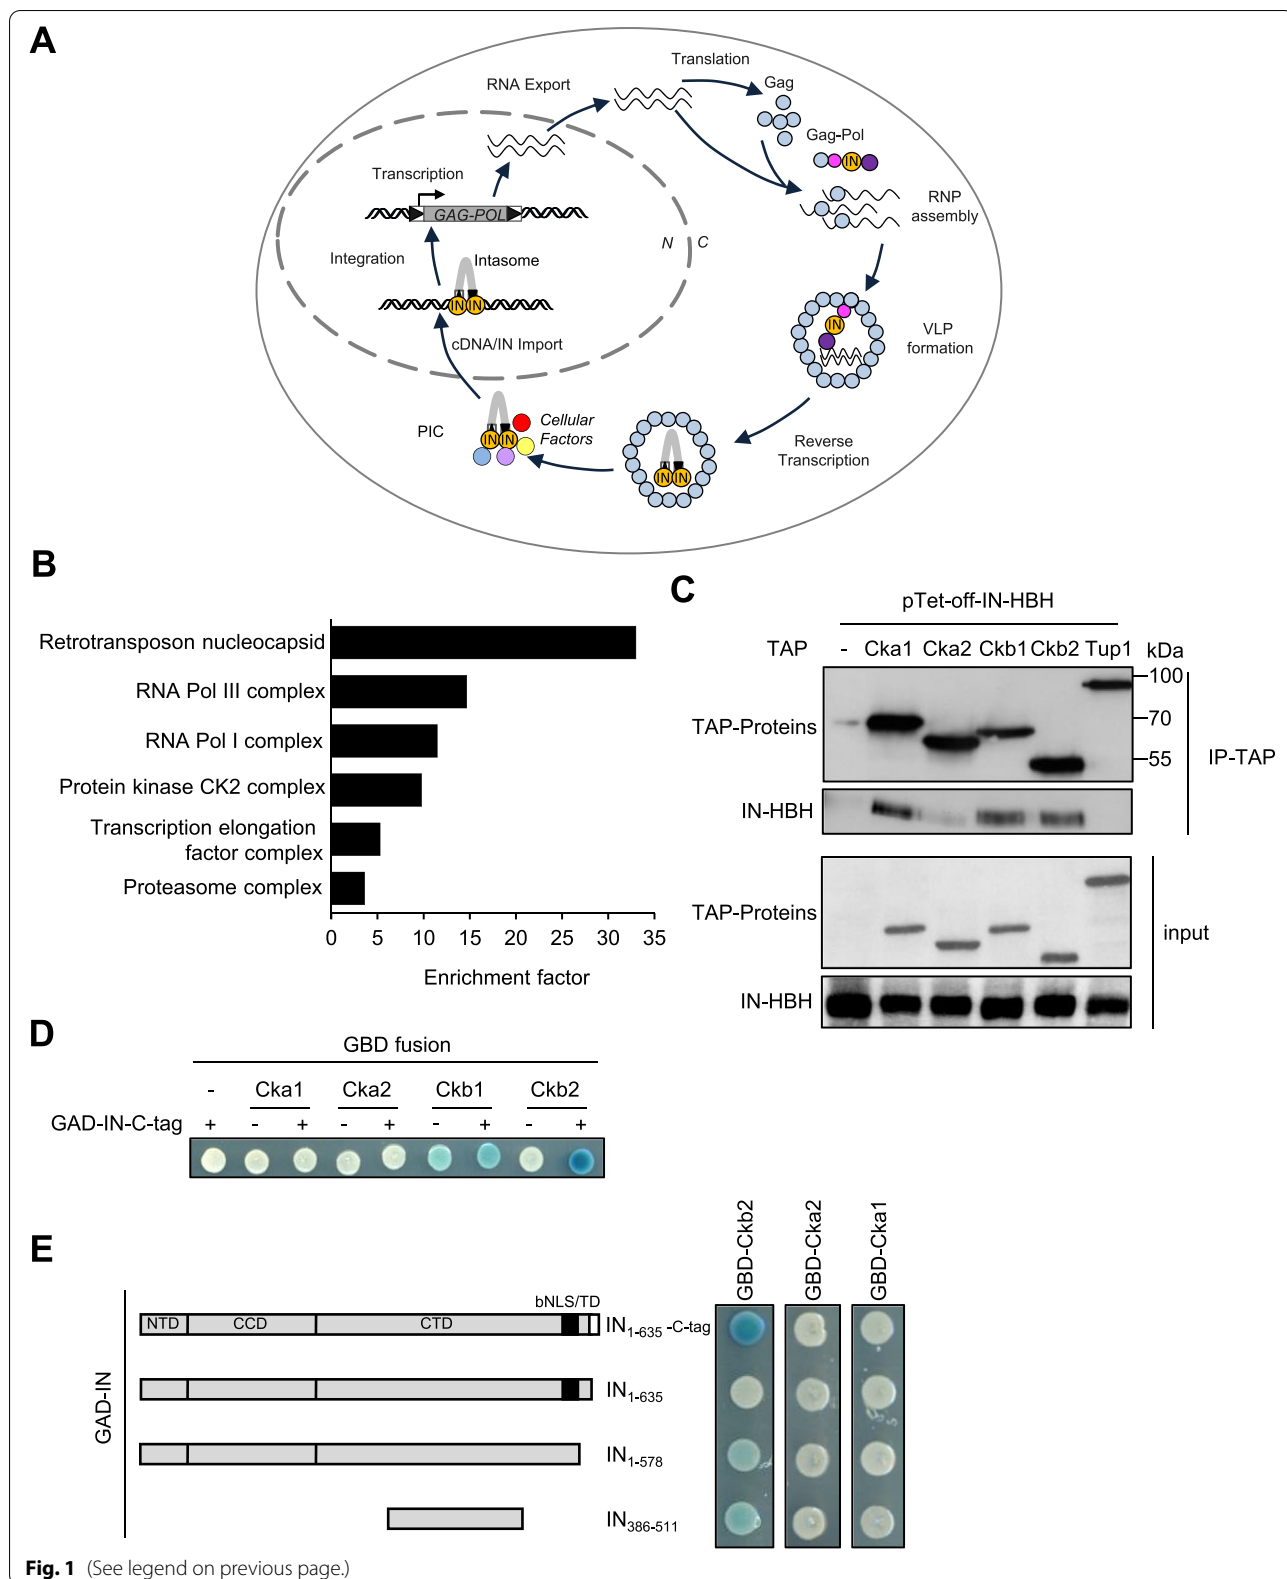 A
Translation
Gag
RNA Export
Gag-Pol
IN
Transcription
RNP
assembly
GAG-POL
N C
Integration
Intasome
IN IN
IN
VLP
formation
cDNA/IN Import
PIC
Cellular
Factors
IN IN
IN IN
Reverse
Transcription
B
Retrotransposon nucleocapsid
RNA Pol III complex
RNA Pol I complex
Protein kinase CK2 complex
Transcription elongation
factor complex
Proteasome complex
0 5 10 15 20 25 30 35
Enrichment factor
C
pTet-off-IN-HBH
TAP - Cka1 Cka2 Ckb1 Ckb2 Tup1 kDa
100
TAP-Proteins
70
55
IP-TAP
IN-HBH
TAP-Proteins
input
IN-HBH
D
GBD fusion
- Cka1 Cka2 Ckb1 Ckb2
GAD-IN-C-tag + - + - + - + - +
E
GBD-Ckb2
GBD-Cka2
GBD-Cka1
GAD-IN
bNLS/TD
NTD CCD CTD
IN1-635 -C-tag
IN1-635
IN1-578
IN386-511
Fig. 1 (See legend on previous page.)